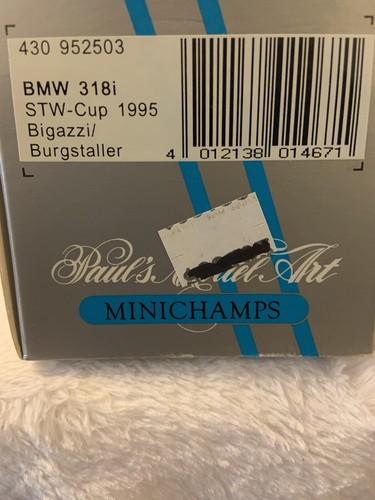 430 952503
BMW 318i
STW-Cup 1995
Bigazzi/
Burgstaller
4 012138 014671
Paul's Model Art
MINICHAMPS